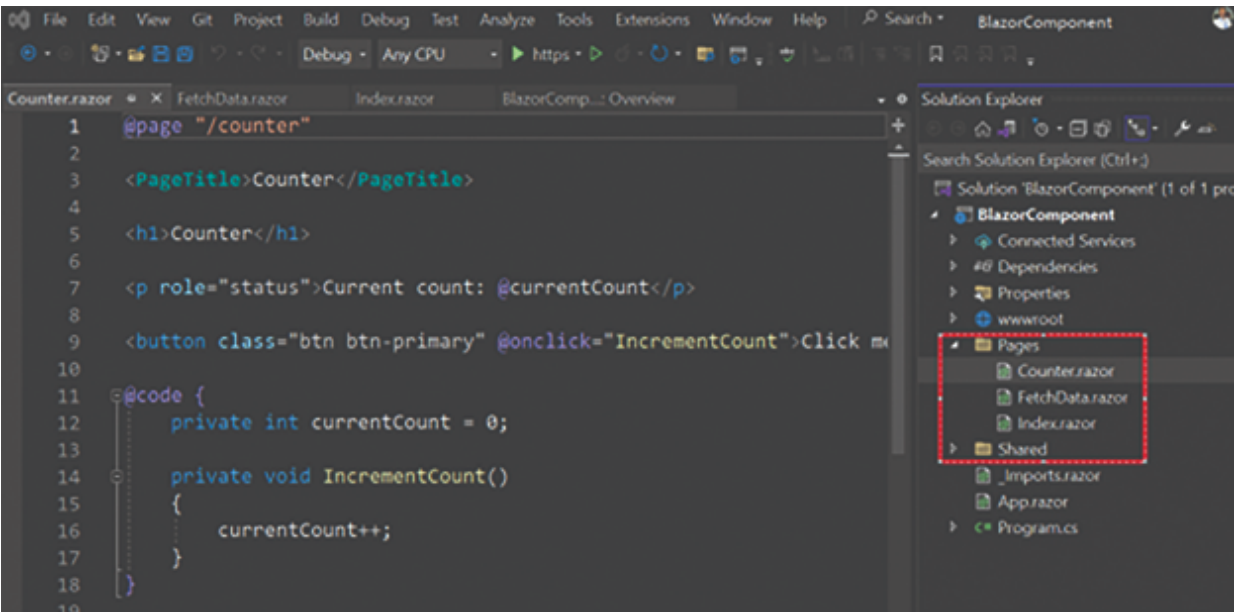 File Edit View Git Project Build Debug Test Analyze Tools Extensions Window Help Search BlazorComponent
Debug Any CPU https
Counter.razor FetchData.razor Index.razor BlazorComp...: Overview
1 @page "/counter"
2
3 <PageTitle>Counter</PageTitle>
4
5 <h1>Counter</h1>
6
7 <p role="status">Current count: @currentCount</p>
8
9 <button class="btn btn-primary" @onclick="IncrementCount">Click me
10
11 @code {
12 private int currentCount = 0;
13
14 private void IncrementCount()
15 {
16 currentCount++;
17 }
18 }
19
Solution Explorer
Search Solution Explorer (Ctrl+;)
Solution 'BlazorComponent' (1 of 1 pro
BlazorComponent
Connected Services
Dependencies
Properties
wwwroot
Pages
Counter.razor
FetchData.razor
Index.razor
Shared
_Imports.razor
App.razor
C# Program.cs